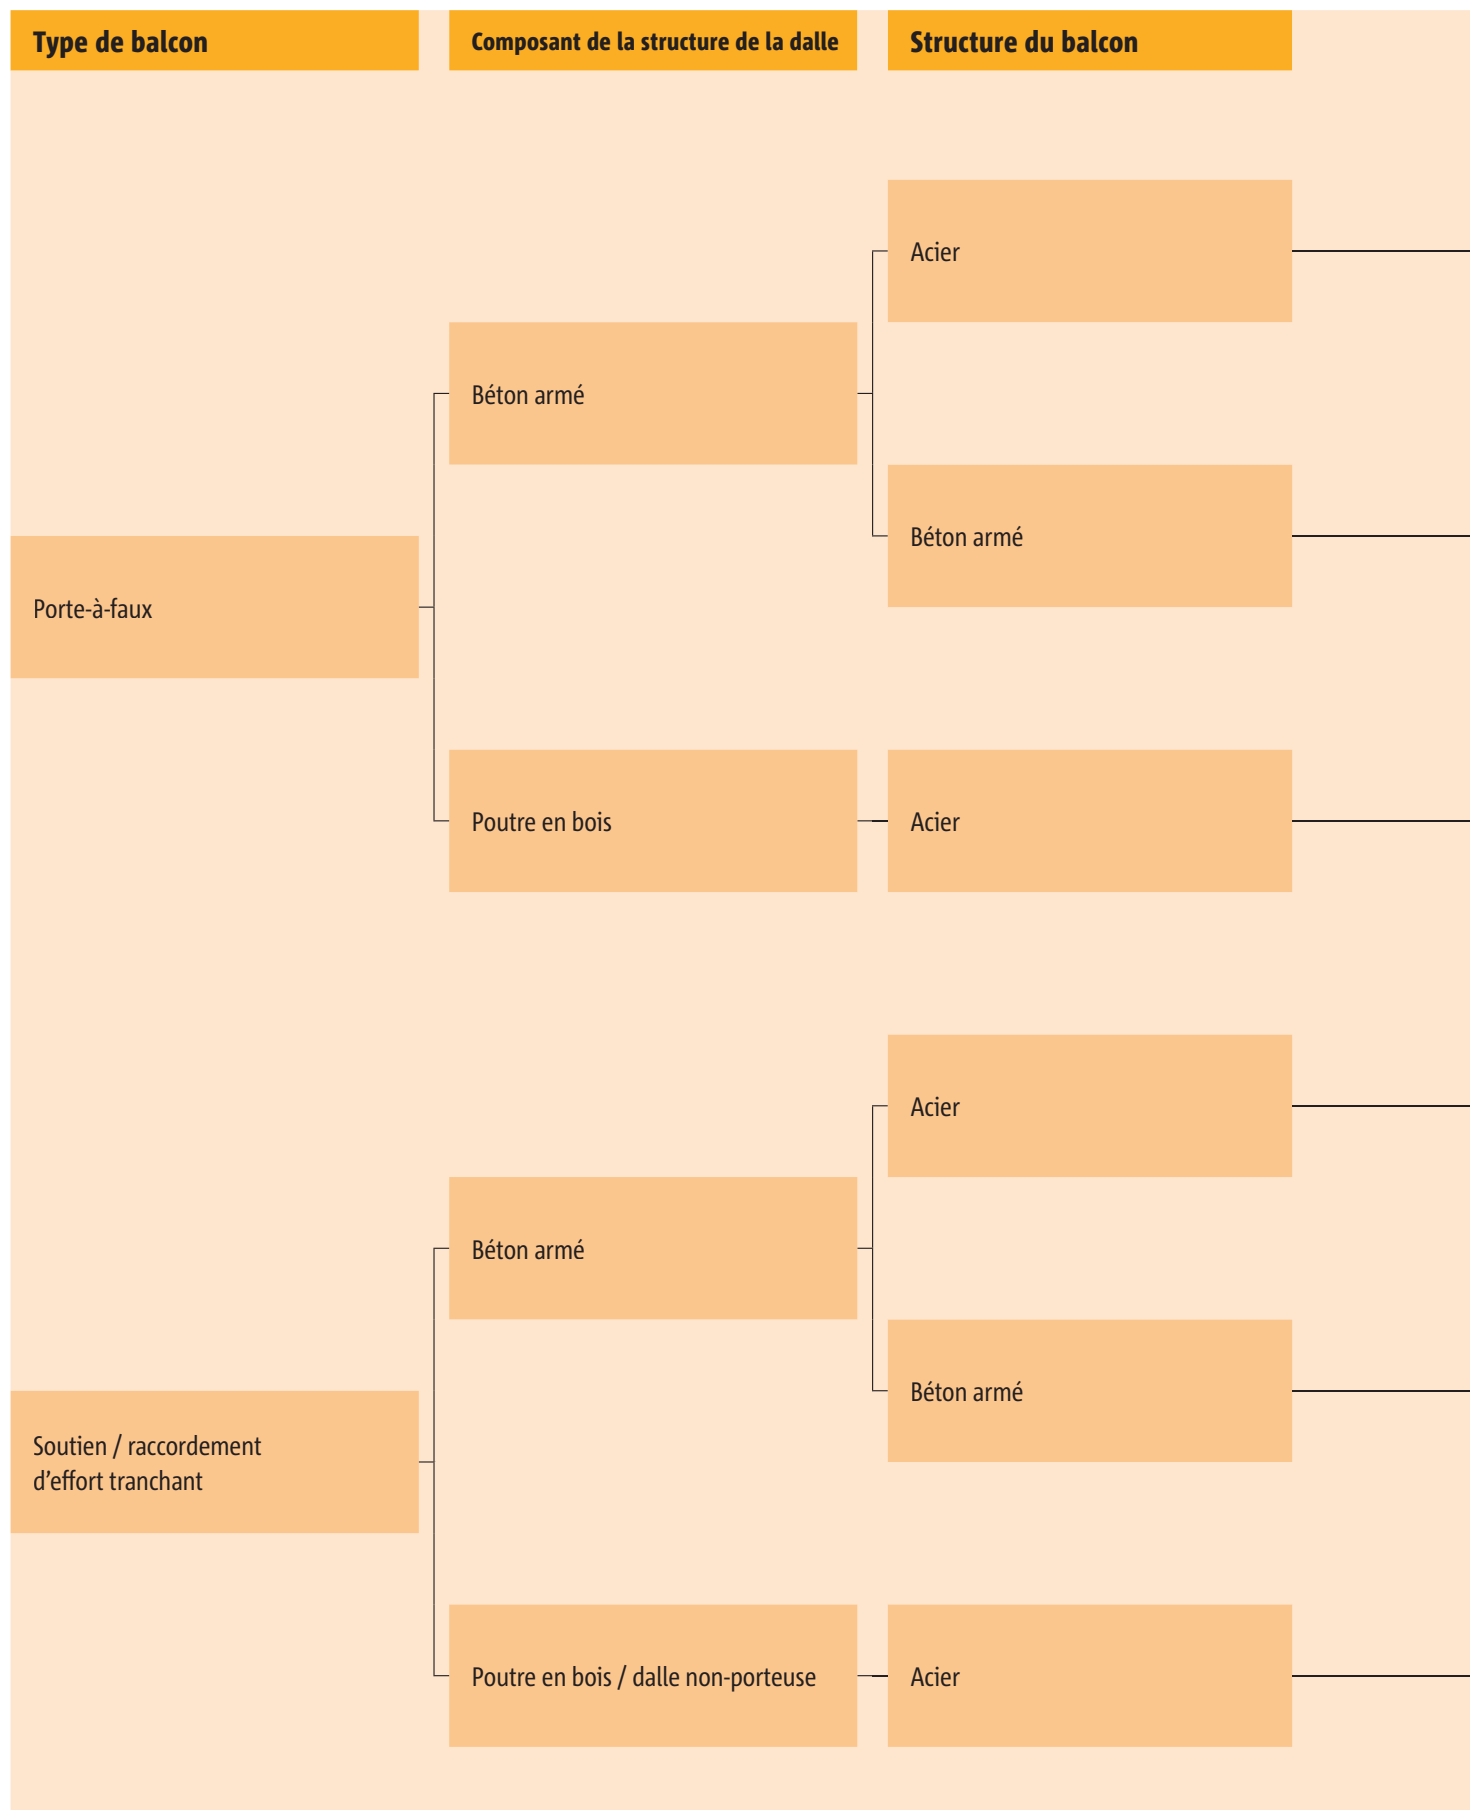 Type de balcon
Composant de la structure de la dalle
Structure du balcon
Acier
Béton armé
Béton armé
Porte-à-faux
Poutre en bois
Acier
Acier
Béton armé
Béton armé
Soutien / raccordement
d’effort tranchant
Poutre en bois / dalle non-porteuse
Acier